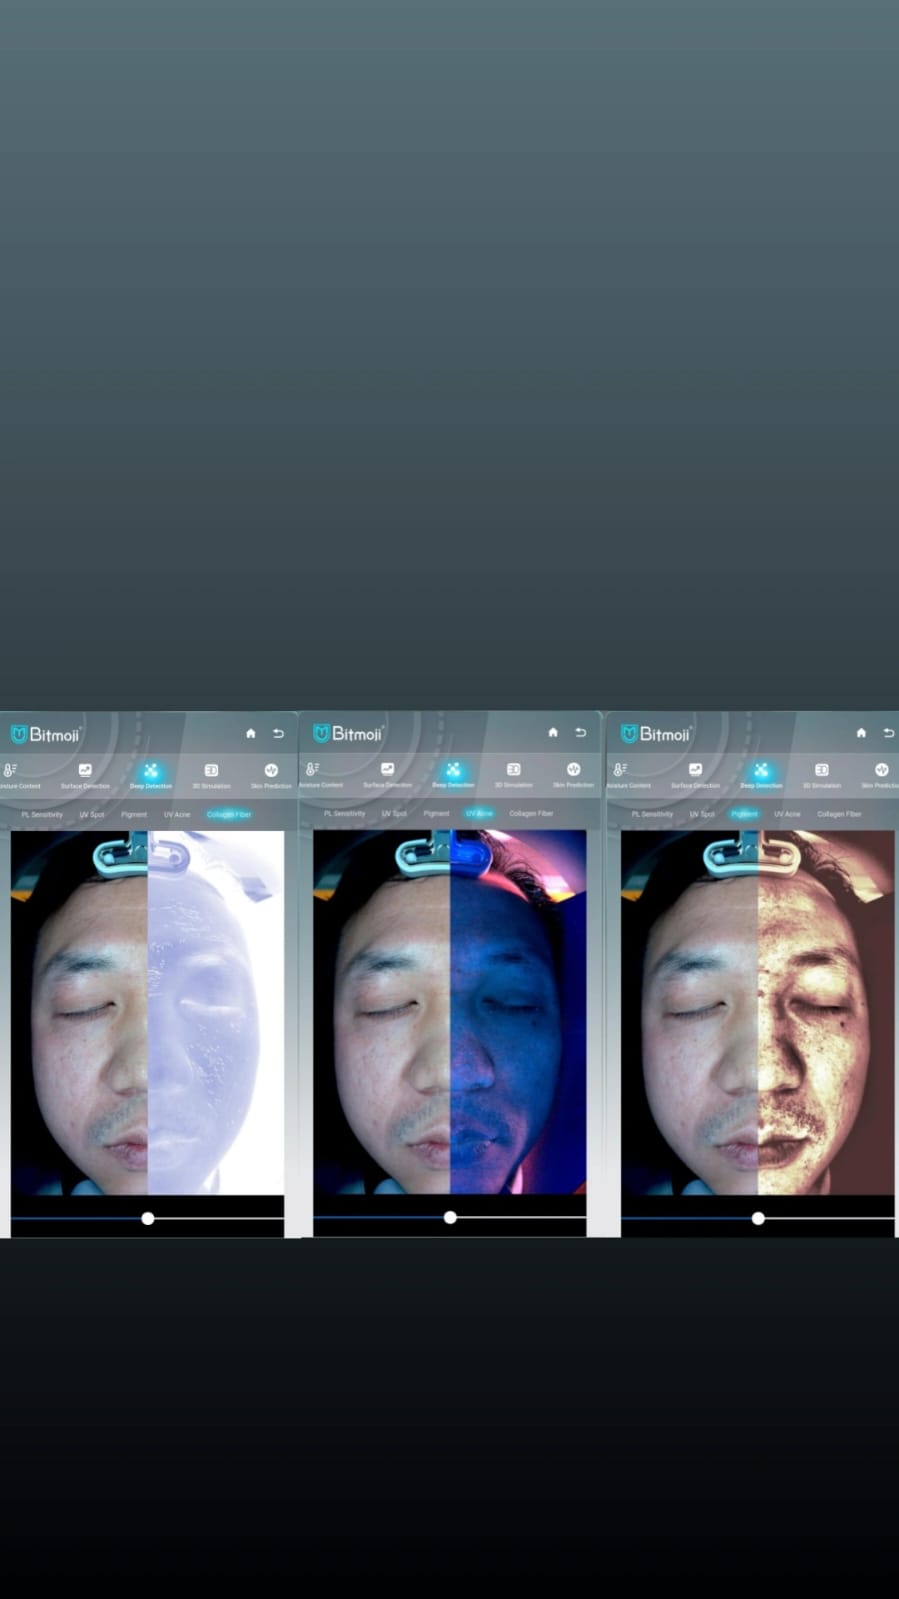 Bitmoji
oisture Content Surface Detection Deep Detection 3D Simulation Skin Prediction
PL Sensitivity UV Spot Pigment UV Acne Collagen Fiber
Bitmoji
Moisture Content Surface Detection Deep Detection 3D Simulation Skin Prediction
PL Sensitivity UV Spot Pigment UV Acne Collagen Fiber
Bitmoji
Moisture Content Surface Detection Deep Detection 3D Simulation Skin Predictio
PL Sensitivity UV Spot Pigment UV Acne Collagen Fiber